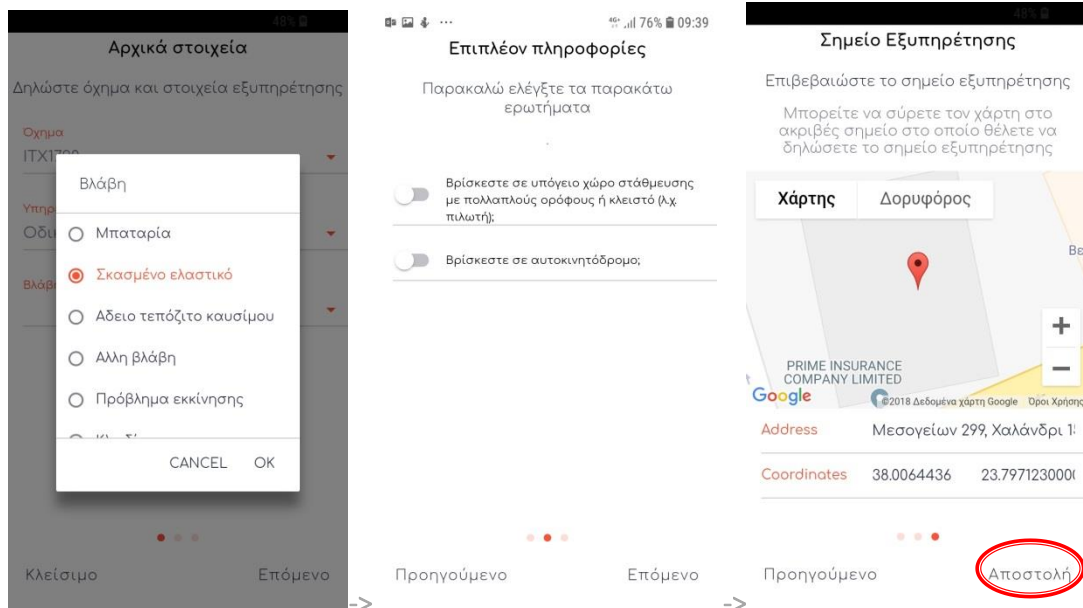 48%
Αρχικά στοιχεία
Δηλώστε όχημα και στοιχεία εξυπηρέτησης
Όχημα
Βλάβη
Μπαταρία
Σκασμένο ελαστικό
Αδειο τεπόζιτο καυσίμου
Αλλη βλάβη
Πρόβλημα εκκίνησης
CANCEL OK
Κλείσιμο Επόμενο
->
76% 09:39
Επιπλέον πληροφορίες
Παρακαλώ ελέγξτε τα παρακάτω
ερωτήματα
Βρίσκεστε σε υπόγειο χώρο στάθμευσης
με πολλαπλούς ορόφους ή κλειστό (λ.χ.
πιλωτή);
Βρίσκεστε σε αυτοκινητόδρομο;
Προηγούμενο Επόμενο
->
48%
Σημείο Εξυπηρέτησης
Επιβεβαιώστε το σημείο εξυπηρέτησης
Μπορείτε να σύρετε τον χάρτη στο
ακριβές σημείο στο οποίο θέλετε να
δηλώσετε το σημείο εξυπηρέτησης
Χάρτης Δορυφόρος
PRIME INSURANCE
COMPANY LIMITED
Google ©2018 Δεδομένα χάρτη Google Όροι Χρήσης
Address Μεσογείων 299, Χαλάνδρι
Coordinates 38.0064436 23.797123000
Προηγούμενο Αποστολή